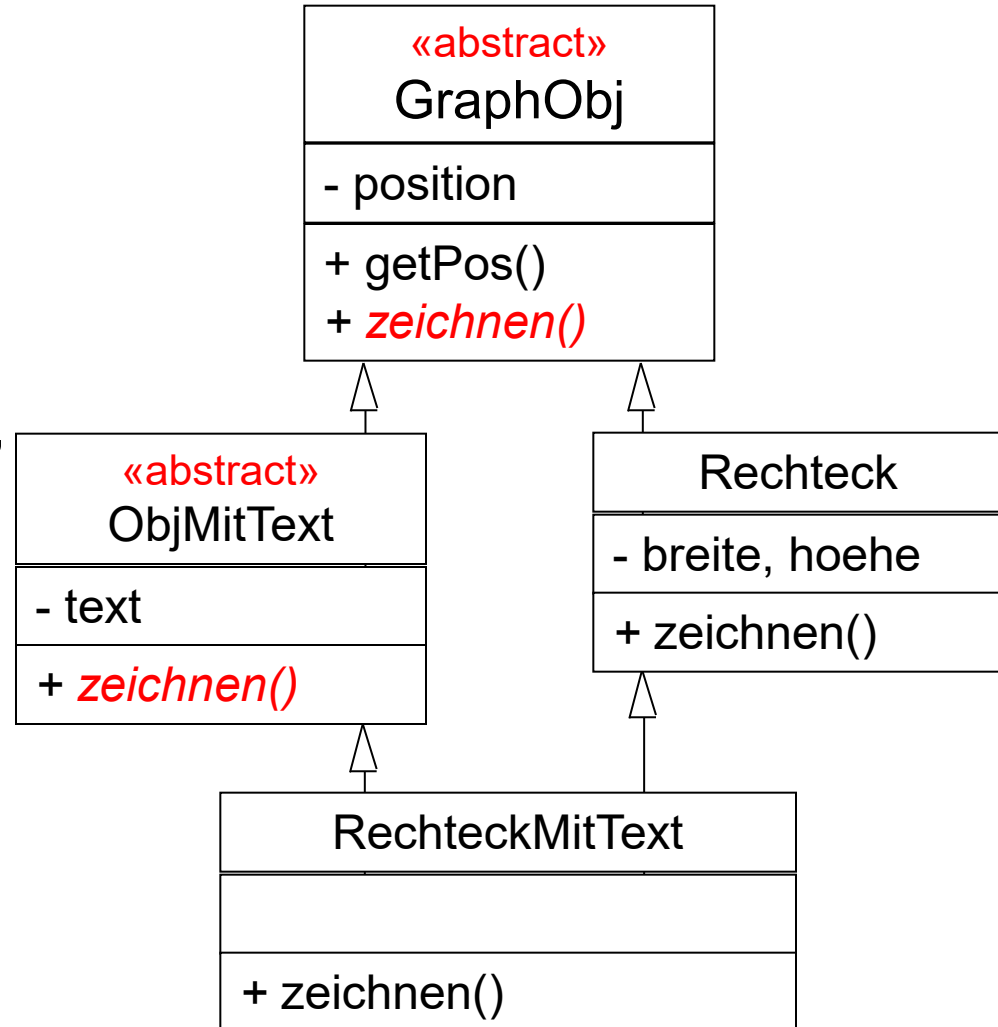 «abstract»
GraphObj
- position
+ getPos()
+ zeichnen()
«abstract»
ObjMitText
- text
+ zeichnen()
Rechteck
- breite, hoehe
+ zeichnen()
RechteckMitText
+ zeichnen()